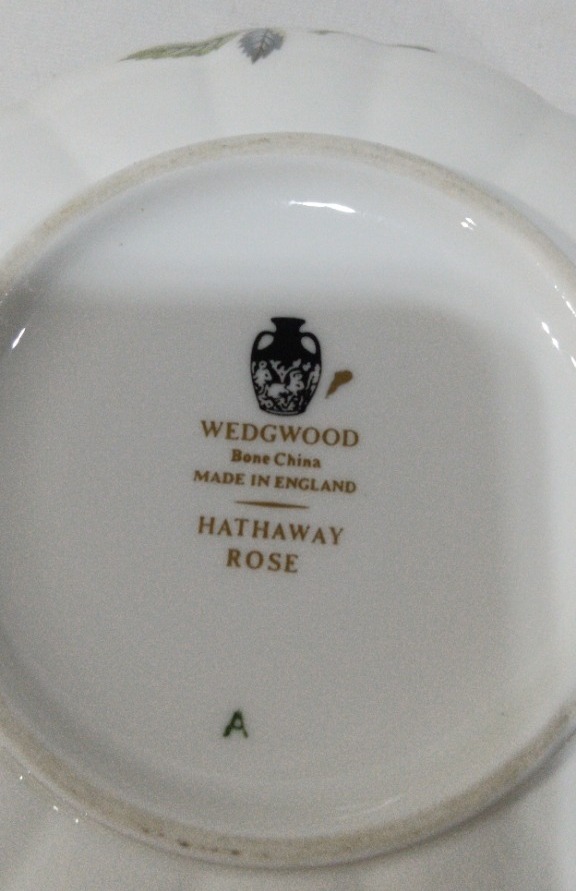 WEDGWOOD
Bone China
MADE IN ENGLAND
HATHAWAY
ROSE
A